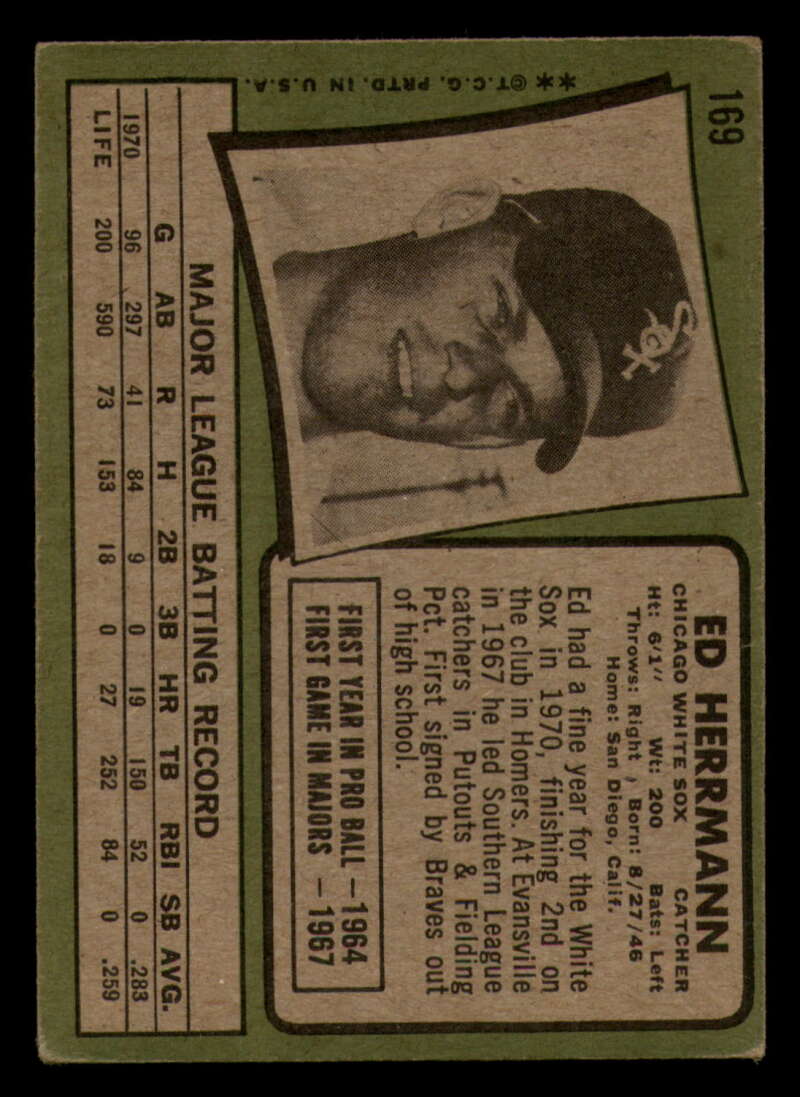 169
**©T.C.G. PRTD. IN U.S.A.
ED HERRMANN
CHICAGO WHITE SOX CATCHER
Ht: 6'1" Wt: 200 Bats: Left
Throws: Right Born: 8/27/46
Home: San Diego, Calif.
Ed had a fine year for the White
Sox in 1970, finishing 2nd on
the club in Homers. At Evansville
in 1967 he led Southern League
catchers in Putouts & Fielding
Pct. First signed by Braves out
of high school.
FIRST YEAR IN PRO BALL — 1964
FIRST GAME IN MAJORS — 1967
MAJOR LEAGUE BATTING RECORD
G AB R H 2B 3B HR TB RBI SB AVG.
1970 96 297 41 84 9 0 19 150 52 0 .283
LIFE 200 590 73 153 18 0 27 252 84 0 .259